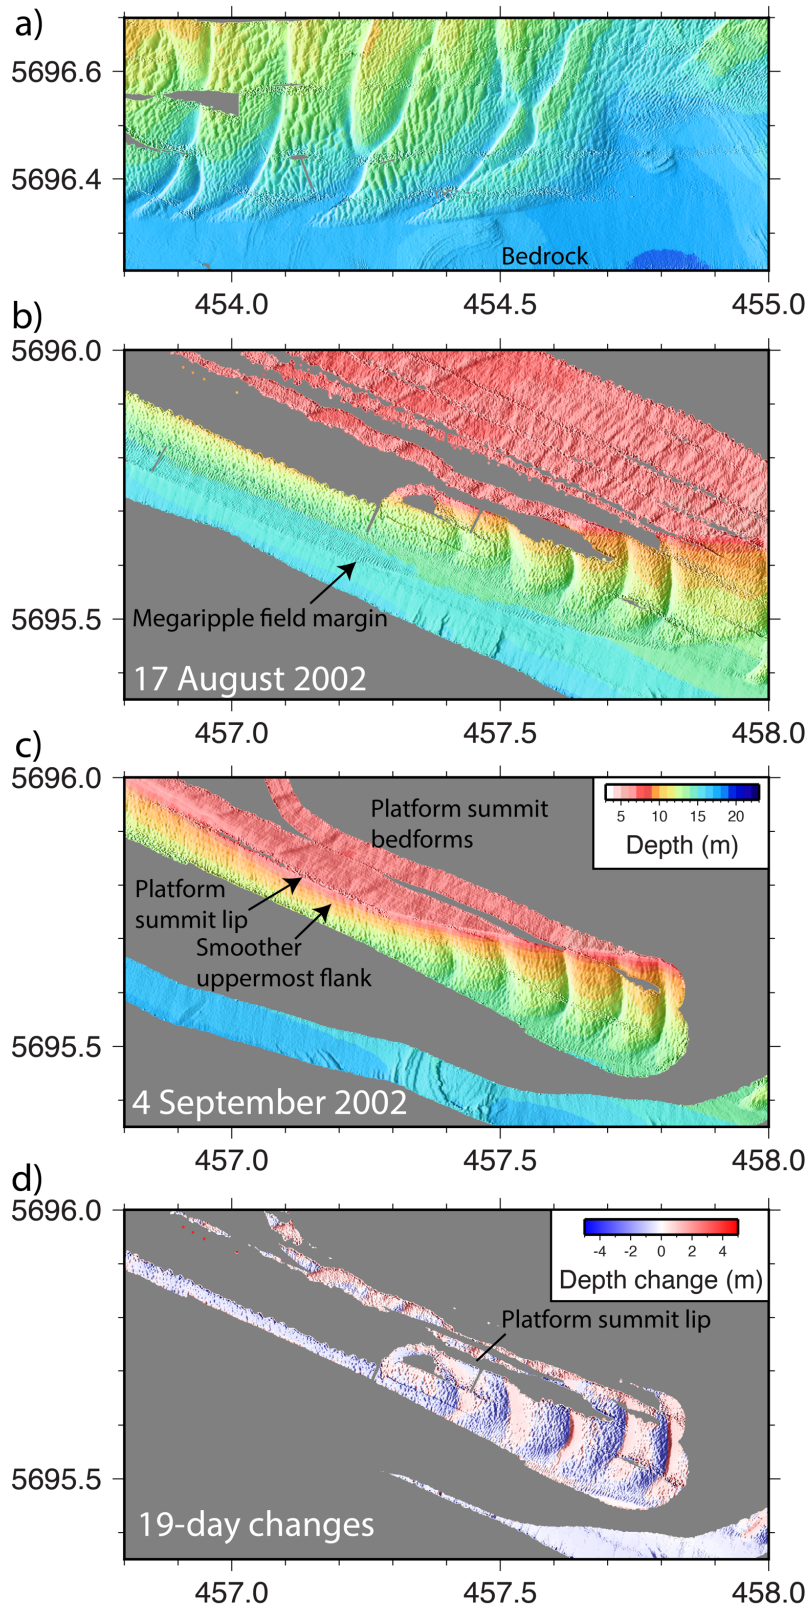 a)
5696.6
5696.4
Bedrock
454.0 454.5 455.0
b)
5696.0
5695.5
Megaripple field margin
17 August 2002
457.0 457.5 458.0
c)
5696.0
Platform summit
bedforms
5 10 15 20
Depth (m)
Platform
summit lip
Smoother
uppermost flank
5695.5
4 September 2002
457.0 457.5 458.0
d)
5696.0
-4 -2 0 2 4
Depth change (m)
Platform summit lip
5695.5
19-day changes
457.0 457.5 458.0